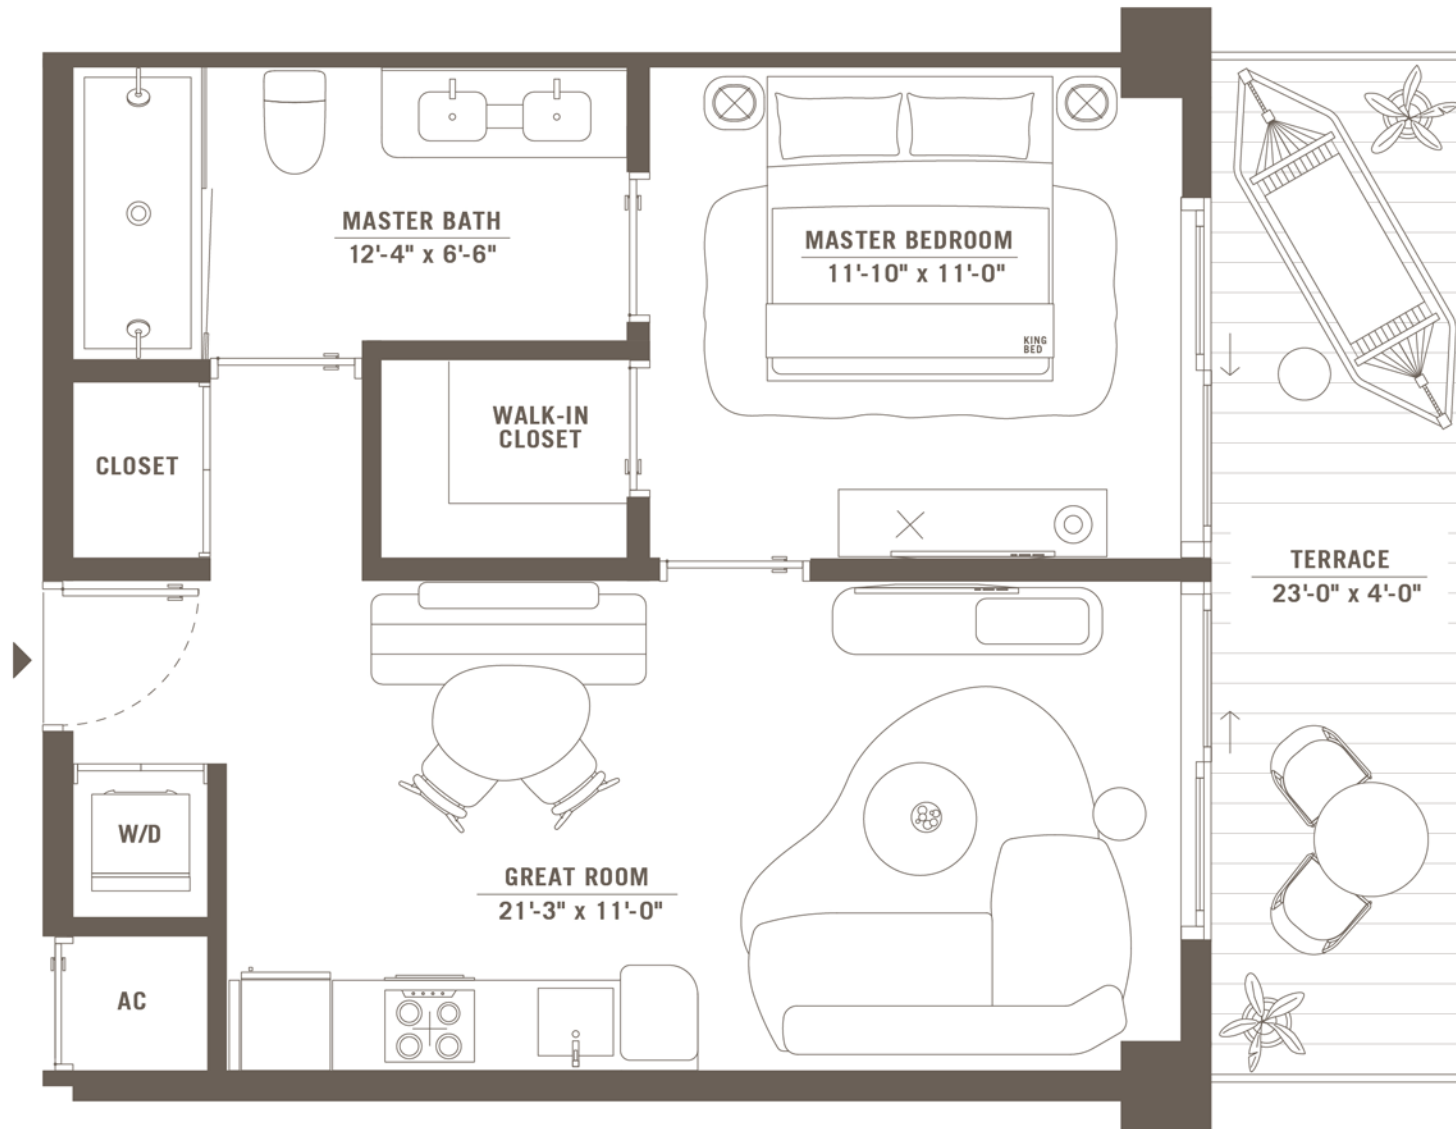 MASTER BATH
12'-4" x 6'-6"
MASTER BEDROOM
11'-10" x 11'-0"
KING
BED
WALK-IN
CLOSET
CLOSET
TERRACE
23'-0" x 4'-0"
W/D
GREAT ROOM
21'-3" x 11'-0"
AC